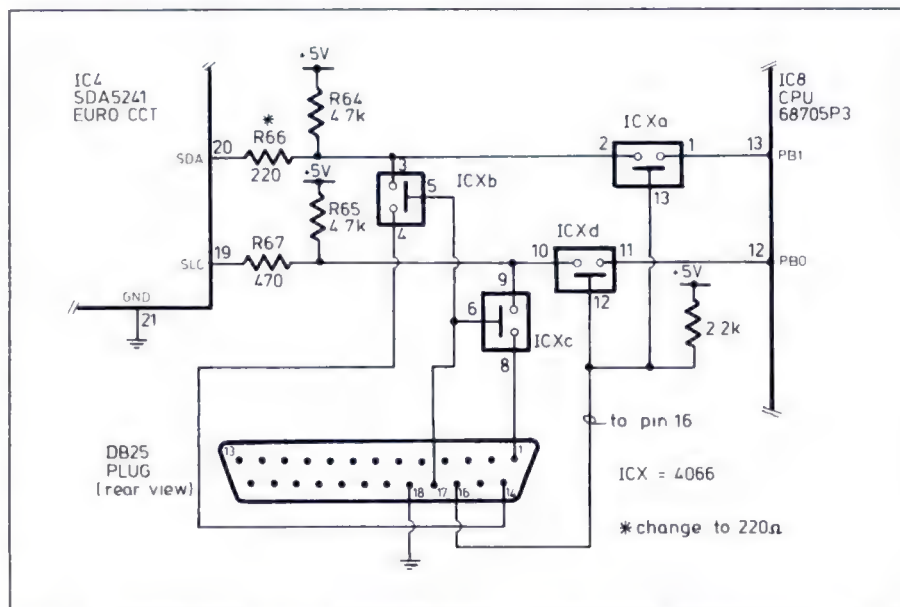 IC4
SDA5241
EURO CCT
+5V
R64
4.7k
*
R66
220
20
SDA
+5V
R65
4.7k
19
SLC
R67
470
GND
21
3
ICXb
5
4
ICXa
2
1
13
13
PB1
IC8
CPU
68705P3
ICXd
10
11
12
12
PB0
+5V
2.2k
9
6
ICXc
8
to pin 16
DB25
PLUG
(rear view)
13
1
18
17
16
14
ICX = 4066
*change to 220Ω